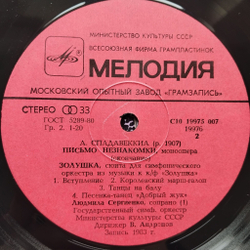 МИНИСТЕРСТВО КУЛЬТУРЫ СССР
ВСЕСОЮЗНАЯ ФИРМА ГРАМПЛАСТИНОК
МЕЛОДИЯ
МОСКОВСКИЙ ОПЫТНЫЙ ЗАВОД «ГРАМЗАПИСЬ»
СТЕРЕО 33
ГОСТ 5289-80
Гр. 2. 1-20
С10 19975 007
19976
2
А. СПАДАВЕККИА (р. 1907)
ПИСЬМО НЕЗНАКОМКИ, моноопера
(окончание)
ЗОЛУШКА, сюита для симфонического
оркестра из музыки к к/ф «Золушка»
1. Вступление 2. Королевский марш-галоп
3. Танцы на балу
4. Песенка-танец «Добрый жук»
Людмила Сергиенко, сопрано (1)
Государственный симф. оркестр
Министерства культуры СССР
Дирижер В. Андропов
Запись 1983 г.